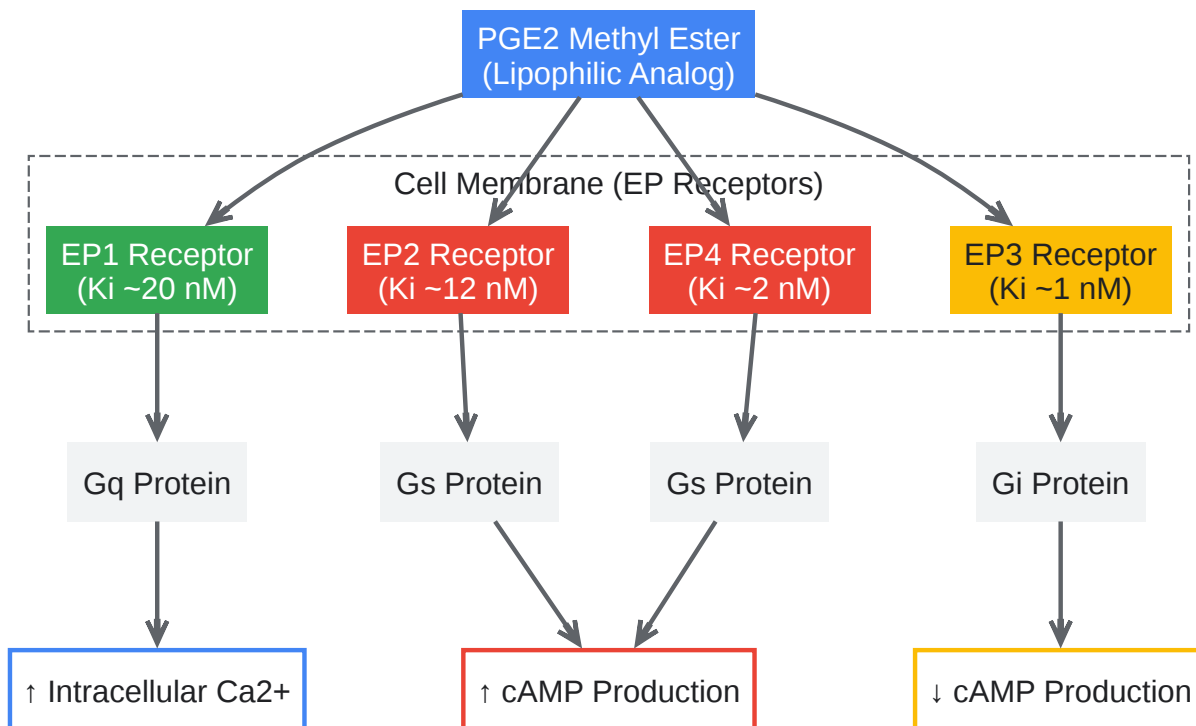 PGE2 Methyl Ester
(Lipophilic Analog)
Cell Membrane (EP Receptors)
EP1 Receptor
(Ki ~20 nM)
EP2 Receptor
(Ki ~12 nM)
EP4 Receptor
(Ki ~2 nM)
EP3 Receptor
(Ki ~1 nM)
Gq Protein
Gs Protein
Gs Protein
Gi Protein
↑ Intracellular Ca2+
↑ cAMP Production
↓ cAMP Production